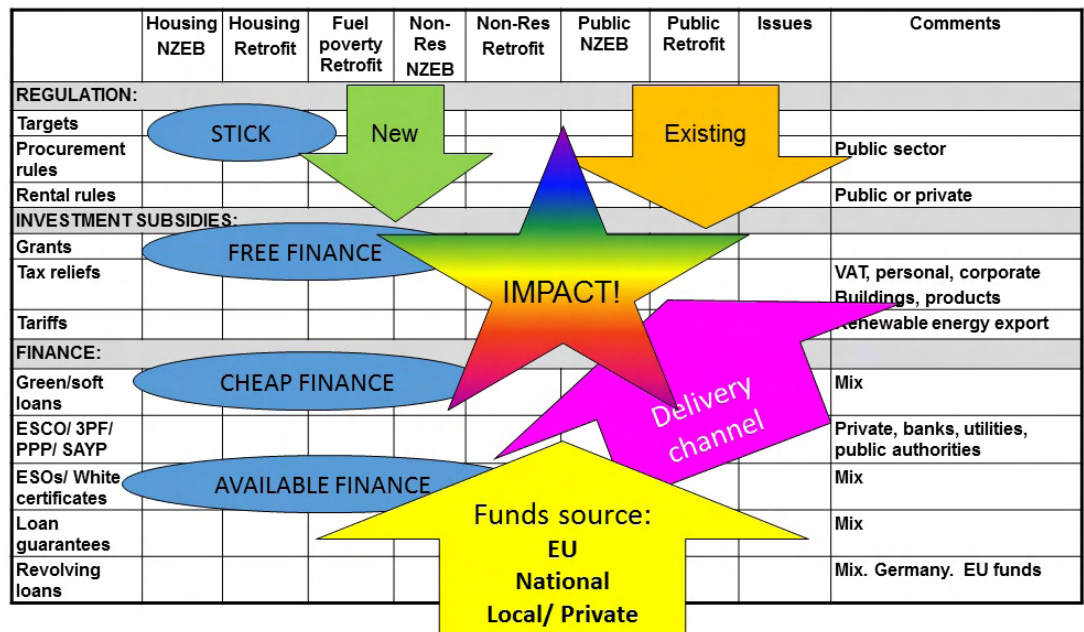 Housing NZEB
Housing Retrofit
Fuel poverty Retrofit
Non-Res NZEB
Non-Res Retrofit
Public NZEB
Public Retrofit
Issues
Comments
REGULATION:
Targets
STICK
New
Existing
Procurement rules
Public sector
Rental rules
Public or private
INVESTMENT SUBSIDIES:
Grants
FREE FINANCE
Tax reliefs
IMPACT!
VAT, personal, corporate
Buildings, products
Tariffs
Renewable energy export
FINANCE:
Green/soft loans
CHEAP FINANCE
Mix
Delivery channel
ESCO/ 3PF/
PPP/ SAYP
Private, banks, utilities,
public authorities
ESOs/ White certificates
AVAILABLE FINANCE
Mix
Funds source:
EU
National
Local/ Private
Loan guarantees
Mix
Revolving loans
Mix. Germany. EU funds